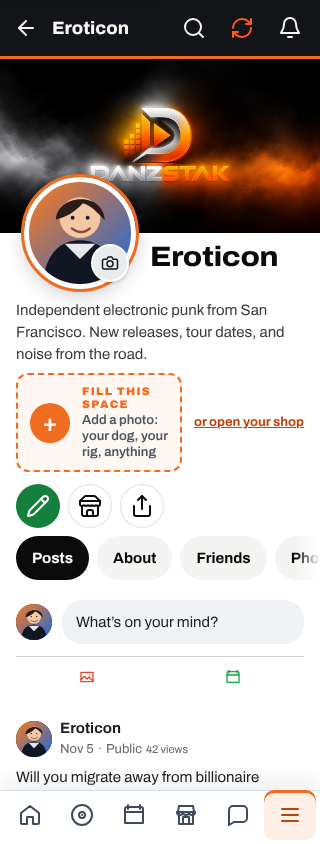 Eroticon
DANZSTAK
Eroticon
Independent electronic punk from San
Francisco. New releases, tour dates, and
noise from the road.
FILL THIS
SPACE
Add a photo:
your dog, your
rig, anything
or open your shop
Posts
About
Friends
Pho
What's on your mind?
Eroticon
Nov 5 · Public 42 views
Will you migrate away from billionaire